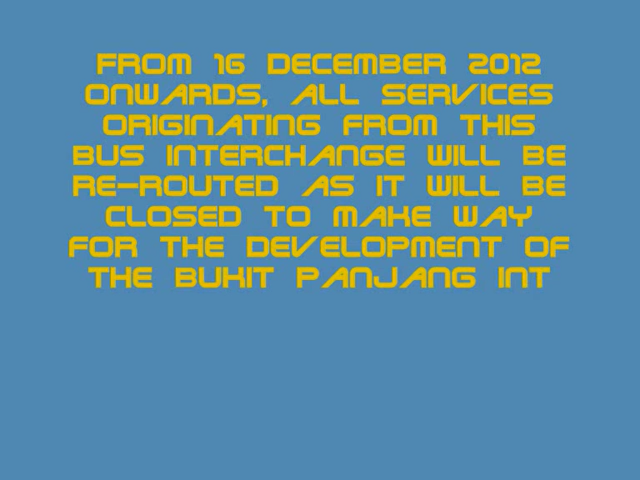 FROM 16 DECEMBER 2012
ONWARDS, ALL SERVICES
ORIGINATING FROM THIS
BUS INTERCHANGE WILL BE
RE-ROUTED AS IT WILL BE
CLOSED TO MAKE WAY
FOR THE DEVELOPMENT OF
THE BUKIT PANJANG INT